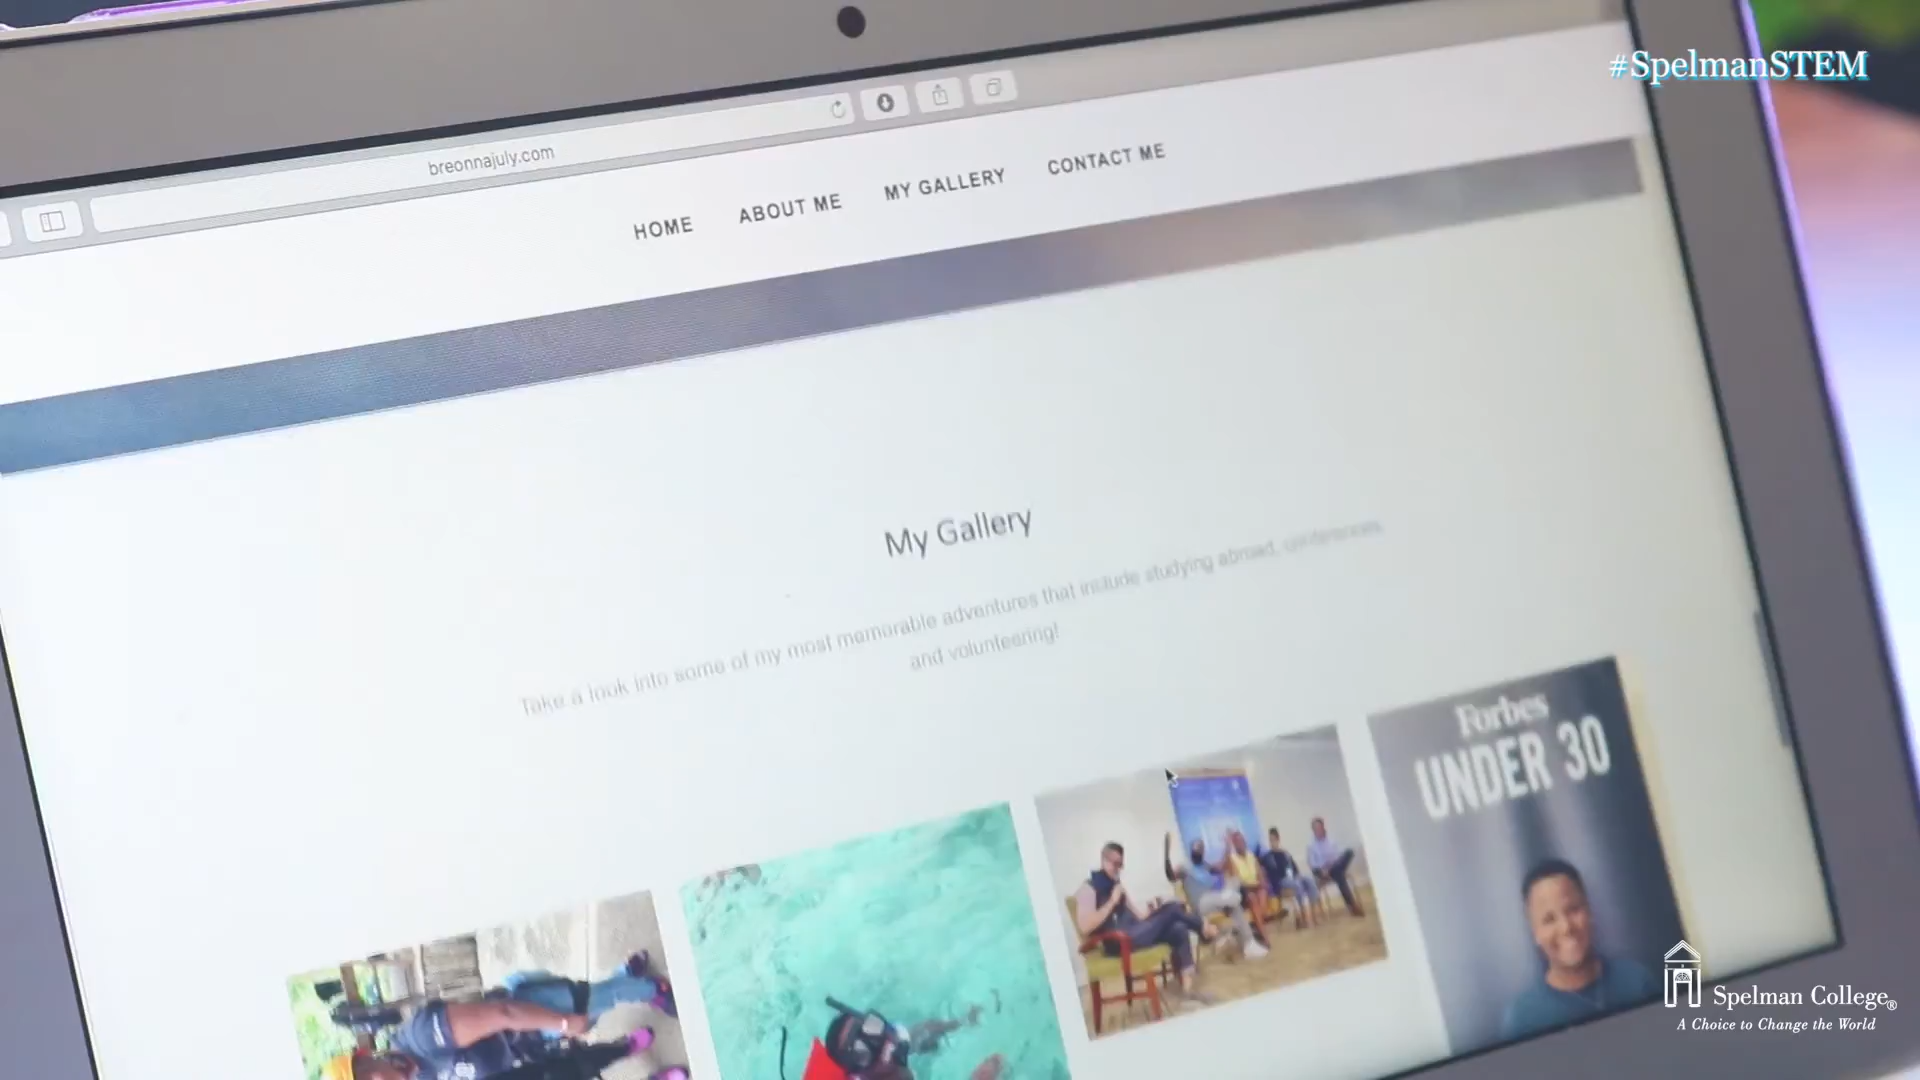 #SpelmanSTEM
breonnajuly.com
HOME ABOUT ME MY GALLERY CONTACT ME
My Gallery
Take a look into some of my most memorable adventures that include studying abroad, conferences
and volunteering!
Forbes
UNDER 30
Spelman College®
A Choice to Change the World